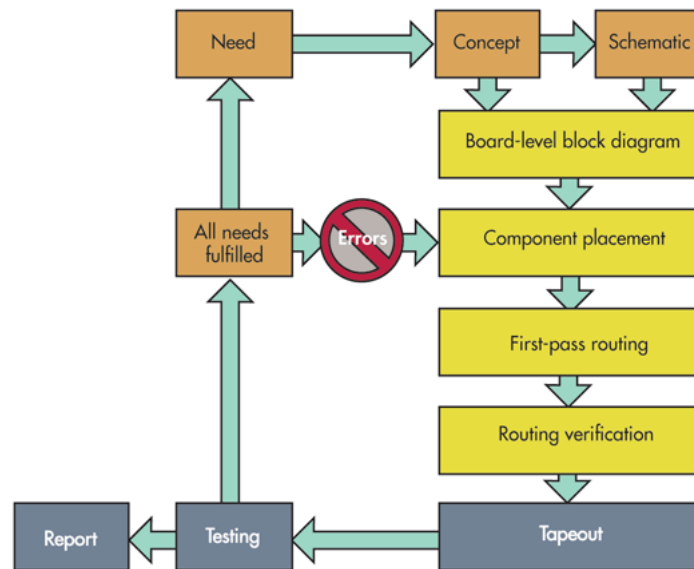 Need
Concept
Schematic
Board-level block diagram
All needs
fulfilled
Errors
Component placement
First-pass routing
Routing verification
Report
Testing
Tapeout